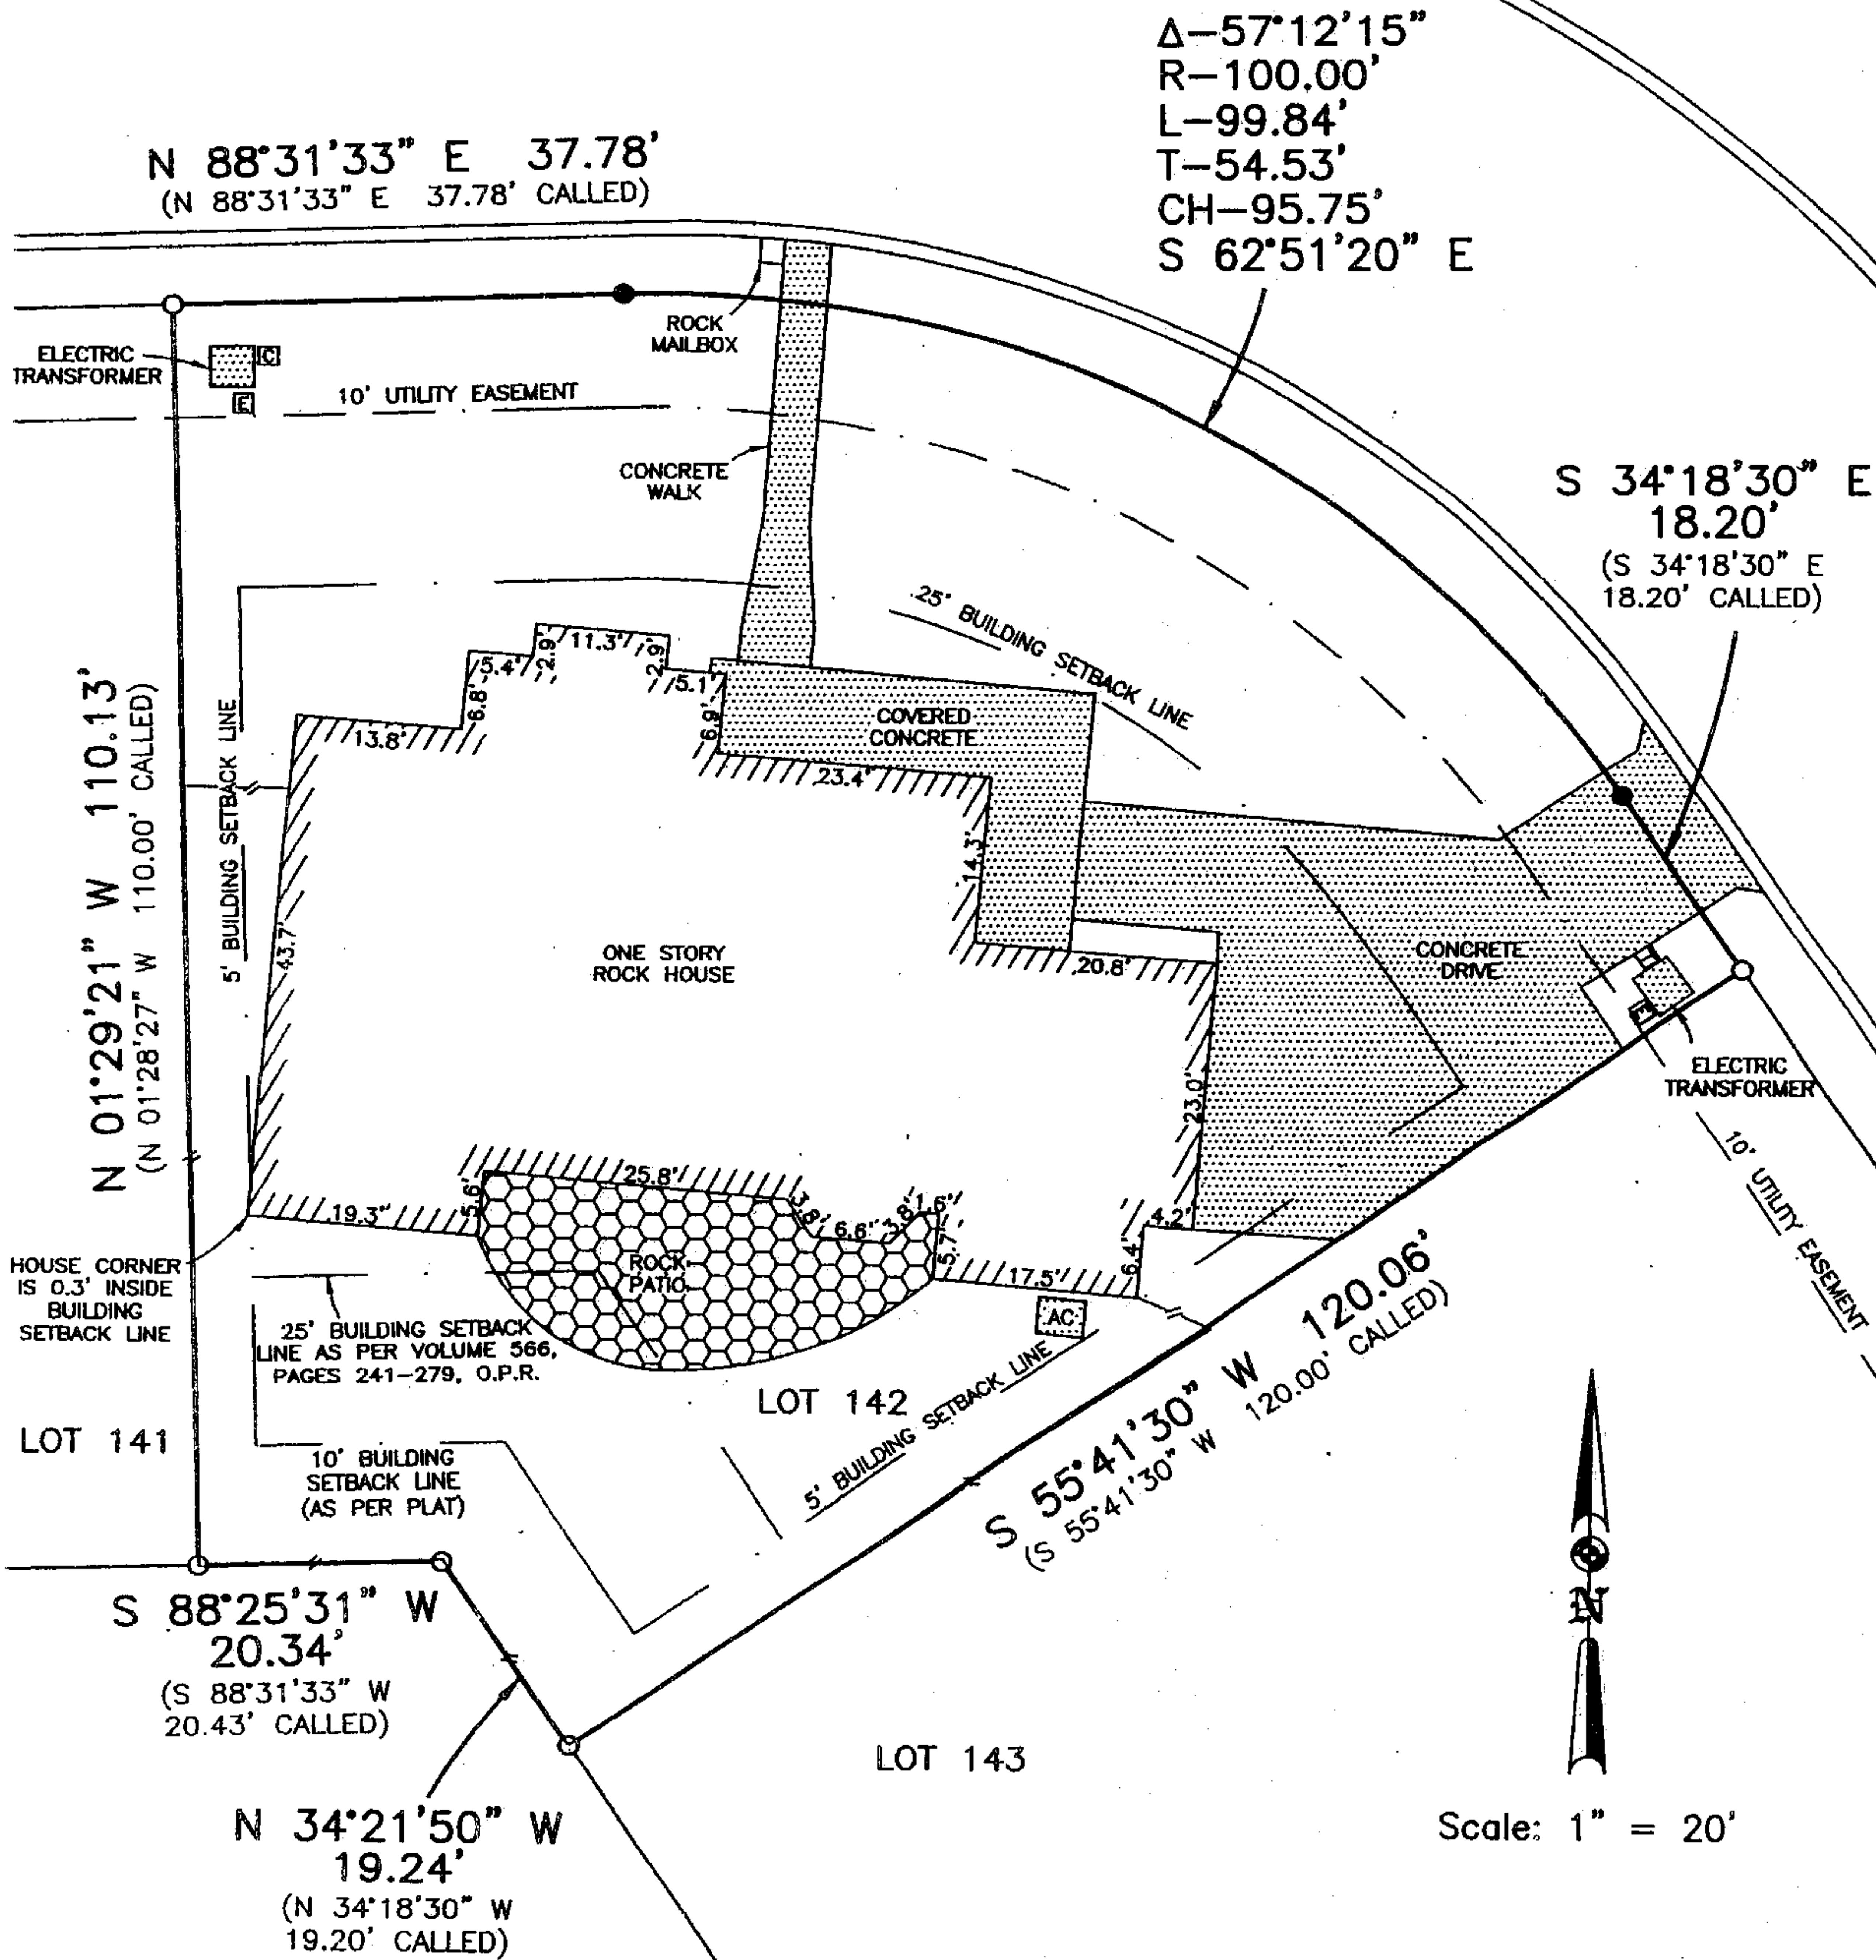 Δ—57°12'15"
R—100.00'
L—99.84'
T—54.53'
CH—95.75'
S 62°51'20" E
N 88°31'33" E 37.78'
(N 88°31'33" E 37.78' CALLED)
ROCK
MAILBOX
ELECTRIC
TRANSFORMER
C
E
10' UTILITY EASEMENT
CONCRETE
WALK
S 34°18'30" E
18.20'
(S 34°18'30" E
18.20' CALLED)
25' BUILDING SETBACK LINE
N 01°29'21" W 110.13'
(N 01°28'27" W 110.00' CALLED)
5' BUILDING SETBACK LINE
5.4'
2.9'
11.3'
2.9'
5.1'
6.8'
6.9'
13.8'
COVERED
CONCRETE
23.4'
14.3'
43.7'
ONE STORY
ROCK HOUSE
20.8'
CONCRETE
DRIVE
E
ELECTRIC
TRANSFORMER
10' UTILITY EASEMENT
23.0'
25.8'
5.6'
19.3'
3.8'
6.6'
3.8'
1.6'
5.7'
4.2'
6.4'
17.5'
ROCK
PATIO
AC
HOUSE CORNER
IS 0.3' INSIDE
BUILDING
SETBACK LINE
25' BUILDING SETBACK
LINE AS PER VOLUME 566,
PAGES 241-279, O.P.R.
LOT 142
5' BUILDING SETBACK LINE
S 55°41'30" W 120.06'
(S 55°41'30" W 120.00' CALLED)
LOT 141
10' BUILDING
SETBACK LINE
(AS PER PLAT)
S 88°25'31" W
20.34'
(S 88°31'33" W
20.43' CALLED)
N
LOT 143
N 34°21'50" W
19.24'
(N 34°18'30" W
19.20' CALLED)
Scale: 1" = 20'